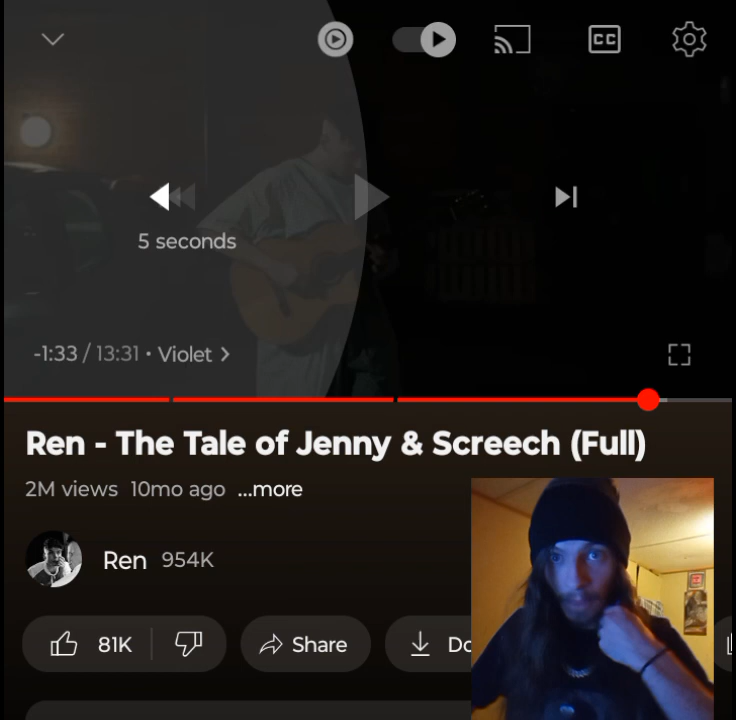 CC
5 seconds
-1:33 / 13:31 • Violet >
Ren - The Tale of Jenny & Screech (Full)
2M views 10mo ago ...more
Ren 954K
81K Share Do